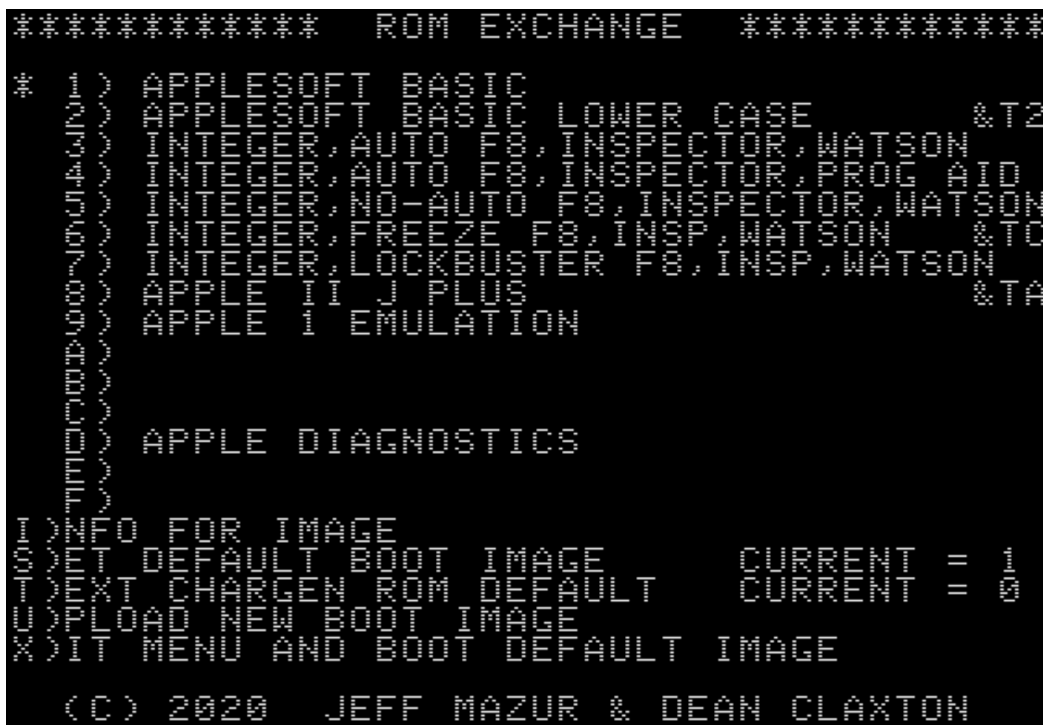 ************ ROM EXCHANGE ************
* 1) APPLESOFT BASIC
2) APPLESOFT BASIC LOWER CASE &T2
3) INTEGER,AUTO F8,INSPECTOR,WATSON
4) INTEGER,AUTO F8,INSPECTOR,PROG AID
5) INTEGER,NO-AUTO F8,INSPECTOR,WATSON
6) INTEGER,FREEZE F8,INSP,WATSON &TC
7) INTEGER,LOCKBUSTER F8,INSP,WATSON
8) APPLE II J PLUS &TA
9) APPLE 1 EMULATION
A)
B)
C)
D) APPLE DIAGNOSTICS
E)
F)
I)NFO FOR IMAGE
S)ET DEFAULT BOOT IMAGE CURRENT = 1
T)EXT CHARGEN ROM DEFAULT CURRENT = 0
U)PLOAD NEW BOOT IMAGE
X)IT MENU AND BOOT DEFAULT IMAGE
(C) 2020 JEFF MAZUR & DEAN CLAXTON